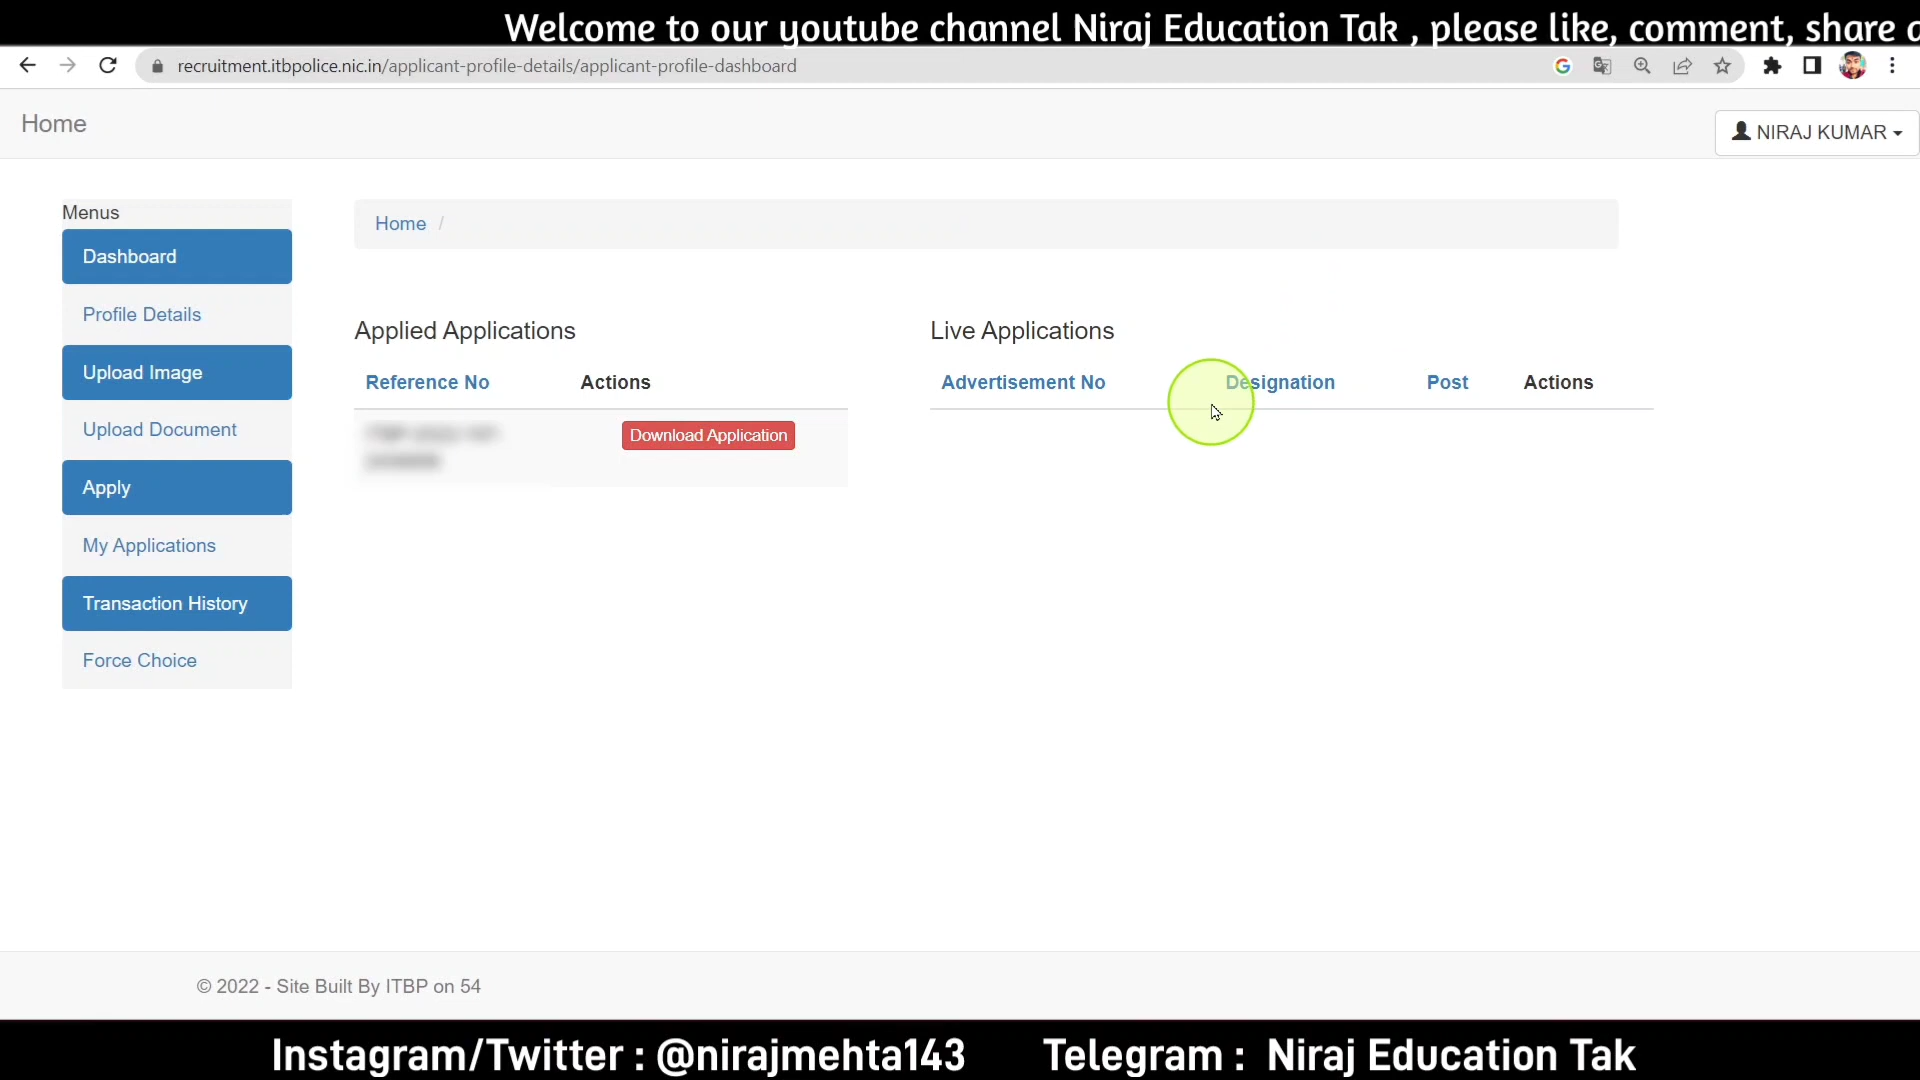 Welcome to our youtube channel Niraj Education Tak , please like, comment, share
recruitment.itbpolice.nic.in/applicant-profile-details/applicant-profile-dashboard
Home
NIRAJ KUMAR
Menus
Dashboard
Profile Details
Upload Image
Upload Document
Apply
My Applications
Transaction History
Force Choice
Home /
Applied Applications
Reference No Actions
Download Application
Live Applications
Advertisement No Designation Post Actions
© 2022 - Site Built By ITBP on 54
Instagram/Twitter : @nirajmehta143 Telegram : Niraj Education Tak